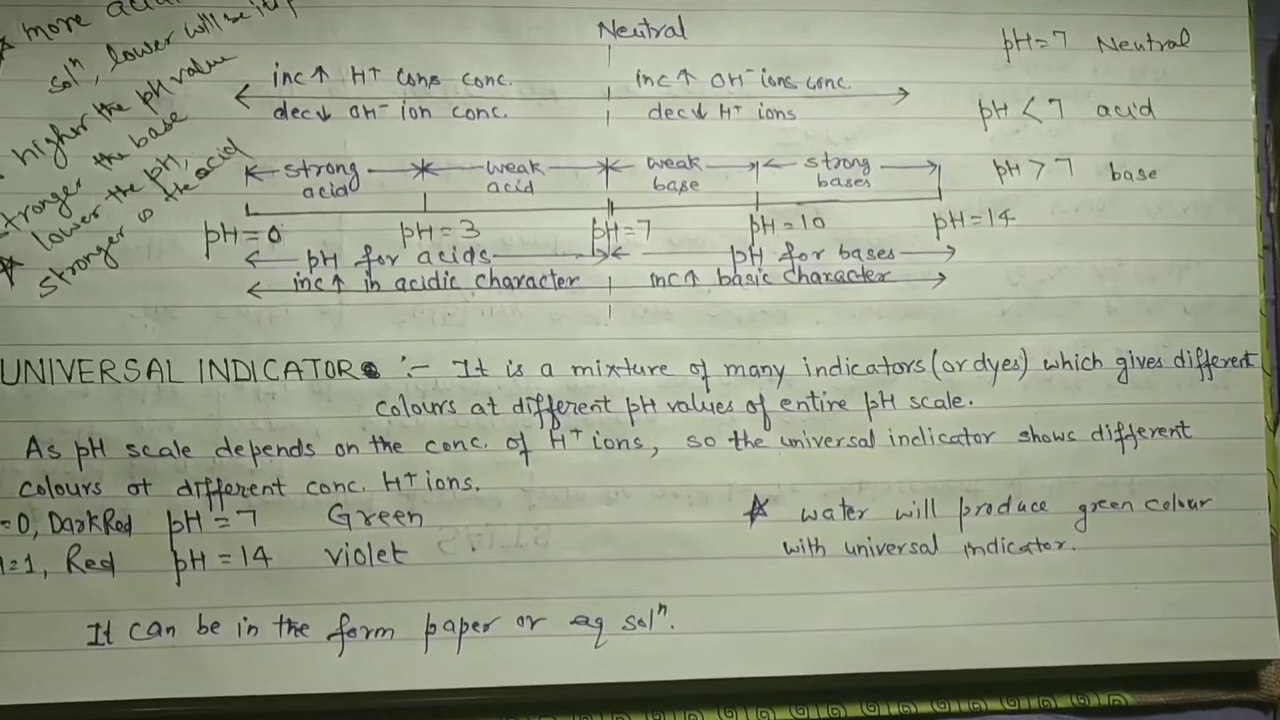 * more
solⁿ, lower will be its
higher the pH value
stronger the base
* lower the pH,
stronger is the acid
Neutral
inc↑ H⁺ ions conc.
dec↓ OH⁻ ion conc.
inc↑ OH⁻ ions conc.
dec↓ H⁺ ions
pH=7 Neutral
pH<7 acid
pH>7 base
strong acid
weak acid
weak base
strong bases
pH=0 pH=3 pH=7 pH=10 pH=14
pH for acids
pH for bases
inc↑ in acidic character
inc↑ basic character
UNIVERSAL INDICATORS :- It is a mixture of many indicators (or dyes) which gives different
colours at different pH values of entire pH scale.
As pH scale depends on the conc. of H⁺ ions, so the universal indicator shows different
colours at different conc. H⁺ ions.
=0, Dark Red pH=7 Green
=1, Red pH=14 violet
* water will produce green colour
with universal indicator.
It can be in the form paper or aq solⁿ.